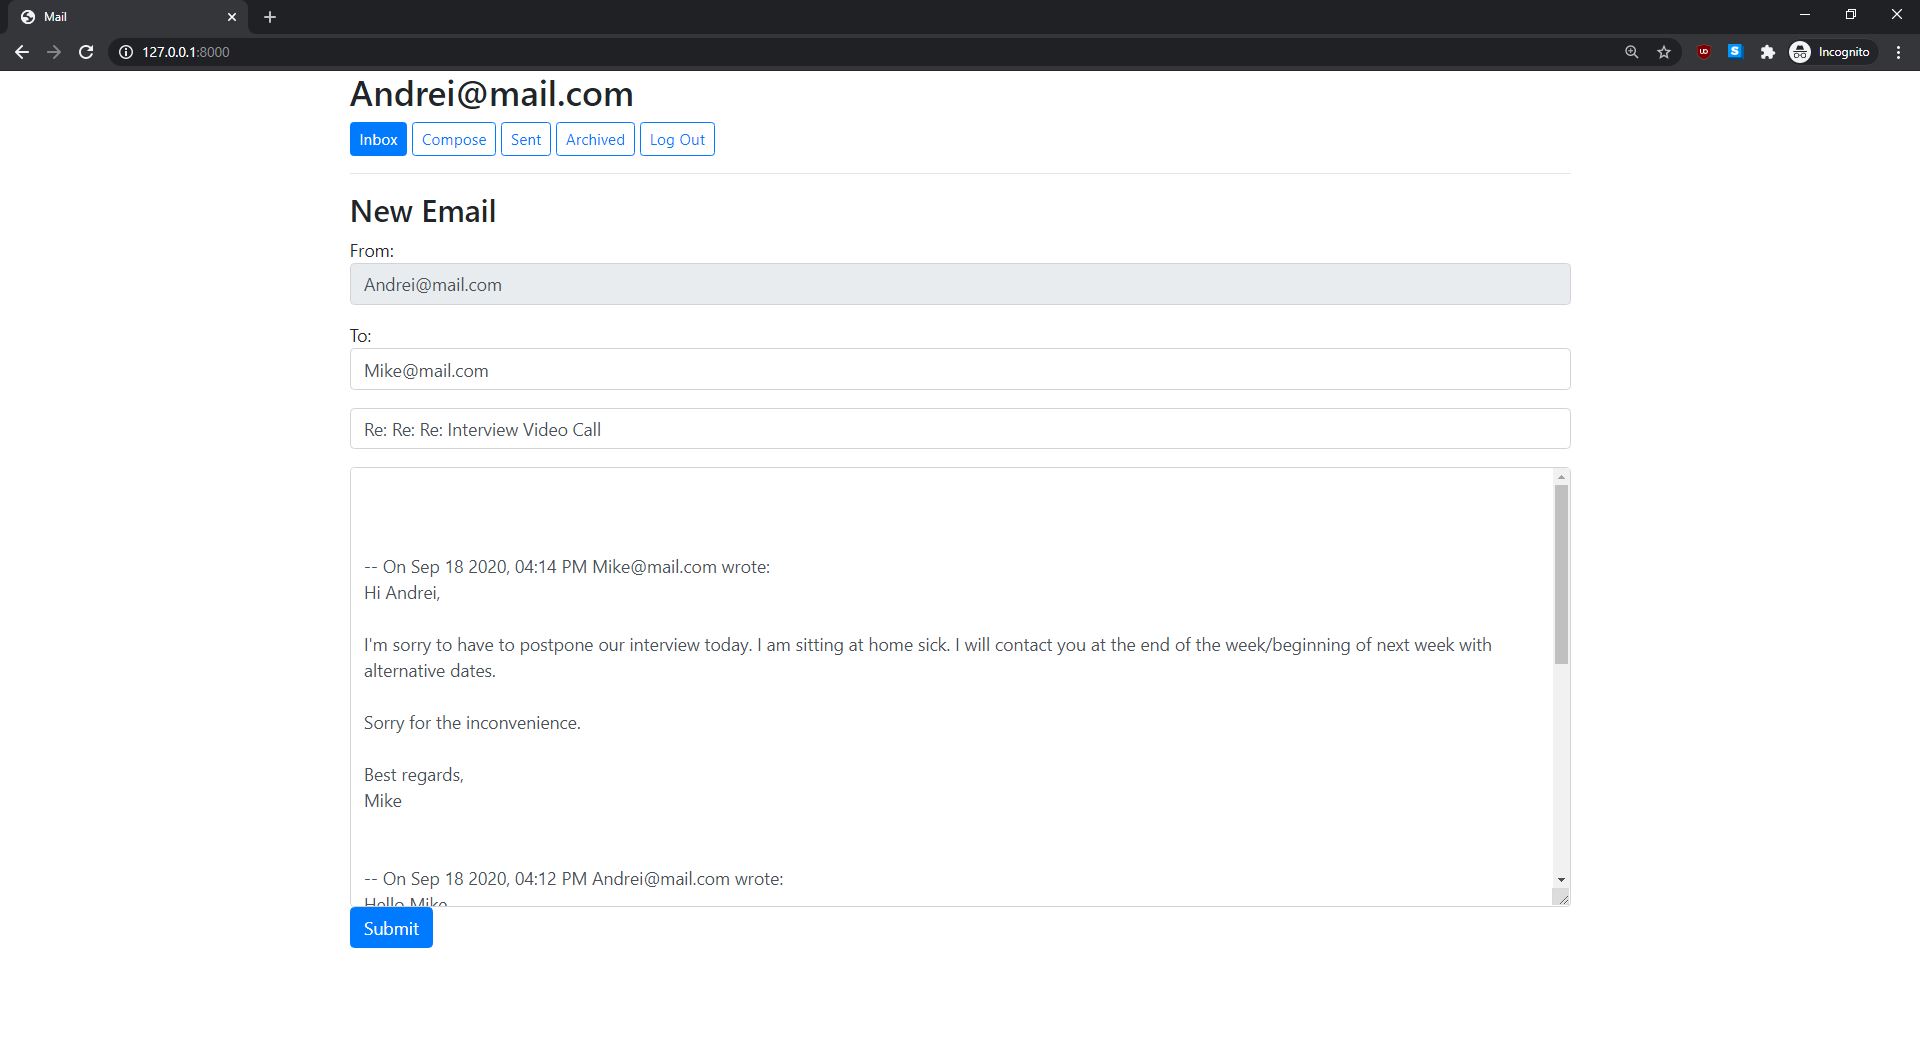 Mail
127.0.0.1:8000
Incognito
Andrei@mail.com
Inbox Compose Sent Archived Log Out
New Email
From:
Andrei@mail.com
To:
Mike@mail.com
Re: Re: Re: Interview Video Call
-- On Sep 18 2020, 04:14 PM Mike@mail.com wrote:
Hi Andrei,
I'm sorry to have to postpone our interview today. I am sitting at home sick. I will contact you at the end of the week/beginning of next week with
alternative dates.
Sorry for the inconvenience.
Best regards,
Mike
-- On Sep 18 2020, 04:12 PM Andrei@mail.com wrote:
Hello Mike
Submit